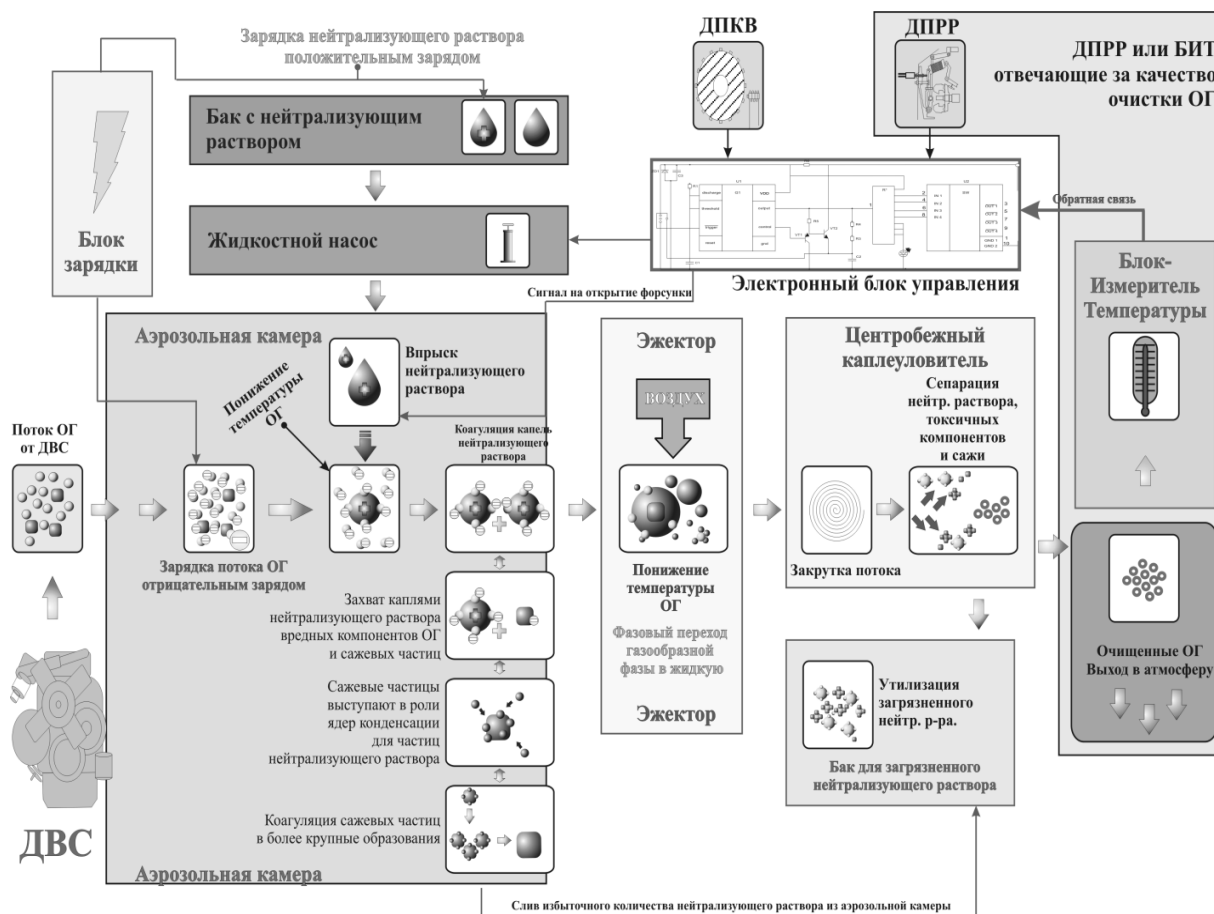 Зарядка нейтрализующего раствора
положительным зарядом
ДПКВ
ДПРР
ДПРР или БИТ
отвечающие за качество
очистки ОГ
Бак с нейтрализующим
раствором
Блок
зарядки
Жидкостной насос
Обратная связь
Электронный блок управления
Сигнал на открытие форсунки
Блок-
Измеритель
Температуры
Аэрозольная камера
Впрыск
нейтрализующего
раствора
Понижение
температуры
ОГ
Коагуляция капель
нейтрализующего
раствора
Поток ОГ
от ДВС
Зарядка потока ОГ
отрицательным зарядом
Эжектор
ВОЗДУХ
Понижение
температуры
ОГ
Фазовый переход
газообразной
фазы в жидкую
Эжектор
Центробежный
каплеуловитель
Сепарация
нейтр. раствора,
токсичных
компонентов
и сажи
Закрутка потока
Захват каплями
нейтрализующего раствора
вредных компонентов ОГ
и сажевых частиц
Сажевые частицы
выступают в роли
ядер конденсации
для частиц
нейтрализующего раствора
Коагуляция сажевых частиц
в более крупные образования
Аэрозольная камера
ДВС
Утилизация
загрязненного
нейтр. р-ра.
Бак для загрязненного
нейтрализующего раствора
Очищенные ОГ
Выход в атмосферу
Слив избыточного количества нейтрализующего раствора из аэрозольной камеры